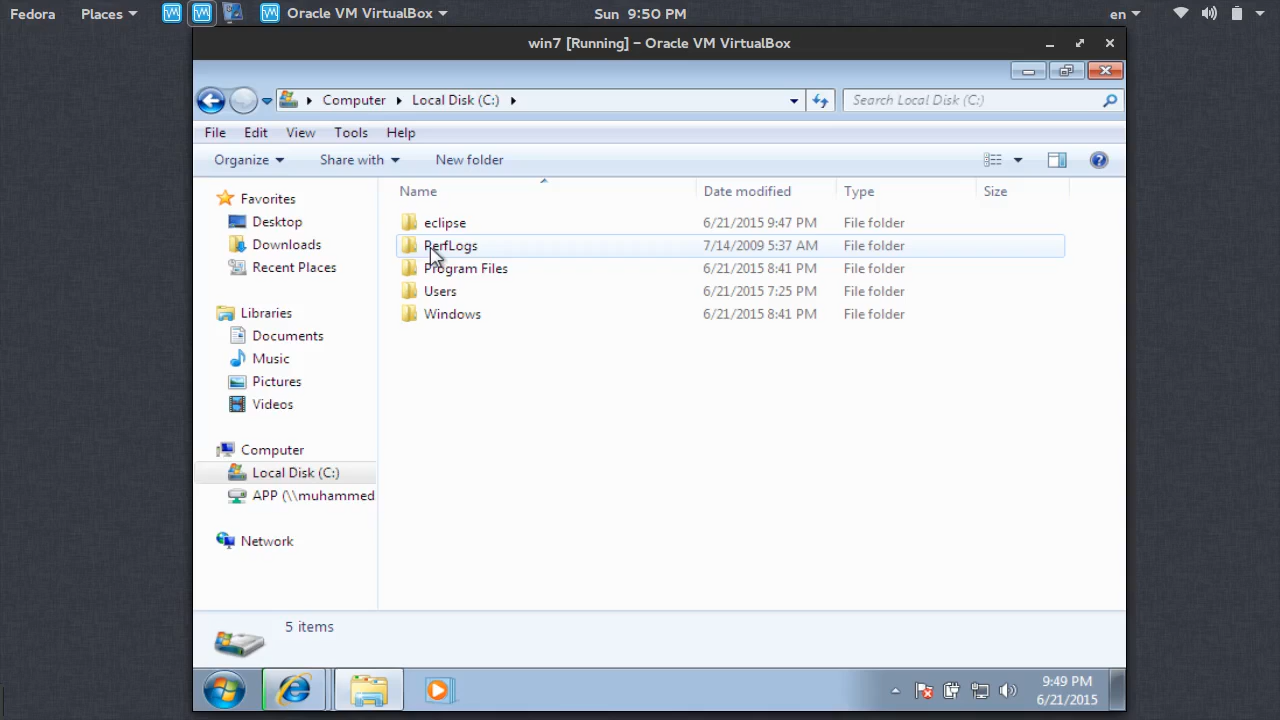 Fedora Places Oracle VM VirtualBox Sun 9:50 PM en
win7 [Running] – Oracle VM VirtualBox
Computer Local Disk (C:) Search Local Disk (C:)
File Edit View Tools Help
Organize Share with New folder
Name Date modified Type Size
Favorites
Desktop
Downloads
Recent Places
Libraries
Documents
Music
Pictures
Videos
Computer
Local Disk (C:)
APP (\\muhammed
Network
eclipse 6/21/2015 9:47 PM File folder
PerfLogs 7/14/2009 5:37 AM File folder
Program Files 6/21/2015 8:41 PM File folder
Users 6/21/2015 7:25 PM File folder
Windows 6/21/2015 8:41 PM File folder
5 items
9:49 PM
6/21/2015